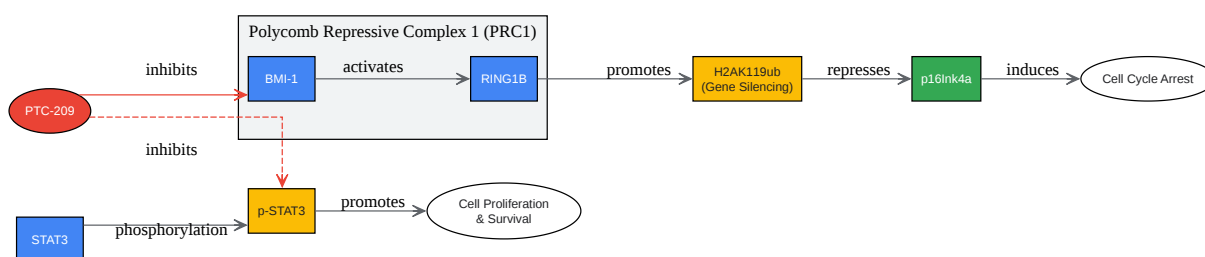 Polycomb Repressive Complex 1 (PRC1)
inhibits
BMI-1
activates
RING1B
promotes
H2AK119ub
(Gene Silencing)
represses
p16Ink4a
induces
Cell Cycle Arrest
PTC-209
inhibits
STAT3
phosphorylation
p-STAT3
promotes
Cell Proliferation
& Survival